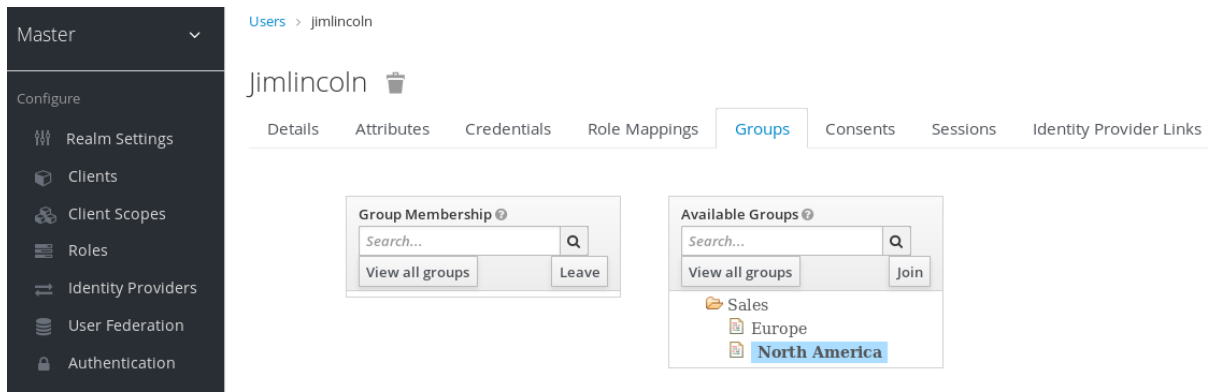 Master
Configure
Realm Settings
Clients
Client Scopes
Roles
Identity Providers
User Federation
Authentication
Users > jimlincoln
Jimlincoln
Details Attributes Credentials Role Mappings Groups Consents Sessions Identity Provider Links
Group Membership
Search...
View all groups Leave
Available Groups
Search...
View all groups Join
Sales
Europe
North America